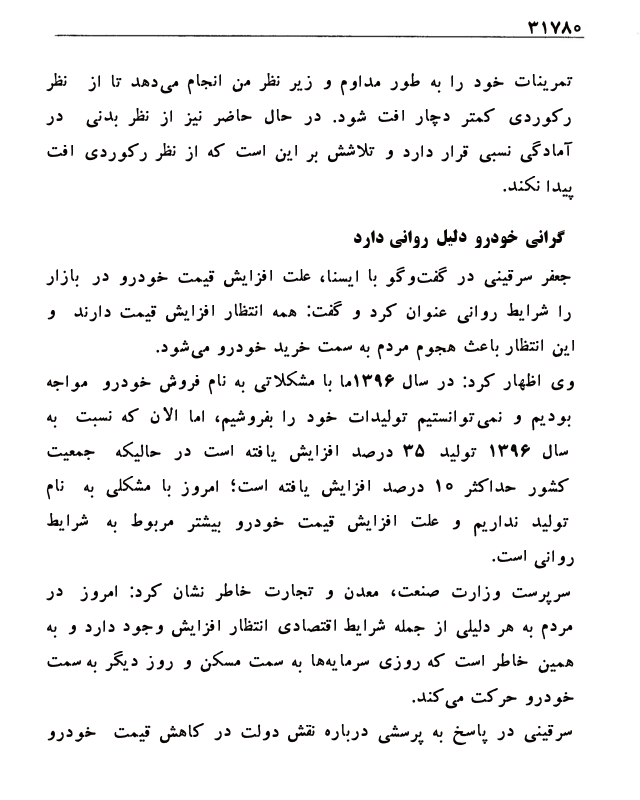 ۳۱۷۸۰
تمرینات خود را به طور مداوم و زیر نظر من انجام می‌دهد تا از نظر
رکوردی کمتر دچار افت شود. در حال حاضر نیز از نظر بدنی در
آمادگی نسبی قرار دارد و تلاشش بر این است که از نظر رکوردی افت
پیدا نکند.
گرانی خودرو دلیل روانی دارد
جعفر سرقینی در گفت‌وگو با ایسنا، علت افزایش قیمت خودرو در بازار
را شرایط روانی عنوان کرد و گفت: همه انتظار افزایش قیمت دارند و
این انتظار باعث هجوم مردم به سمت خرید خودرو می‌شود.
وی اظهار کرد: در سال ۱۳۹۶ما با مشکلاتی به نام فروش خودرو مواجه
بودیم و نمی‌توانستیم تولیدات خود را بفروشیم، اما الان که نسبت به
سال ۱۳۹۶ تولید ۳۵ درصد افزایش یافته است در حالیکه جمعیت
کشور حداکثر ۱۰ درصد افزایش یافته است؛ امروز با مشکلی به نام
تولید نداریم و علت افزایش قیمت خودرو بیشتر مربوط به شرایط
روانی است.
سرپرست وزارت صنعت، معدن و تجارت خاطر نشان کرد: امروز در
مردم به هر دلیلی از جمله شرایط اقتصادی انتظار افزایش وجود دارد و به
همین خاطر است که روزی سرمایه‌ها به سمت مسکن و روز دیگر به سمت
خودرو حرکت می‌کند.
سرقینی در پاسخ به پرسشی درباره نقش دولت در کاهش قیمت خودرو